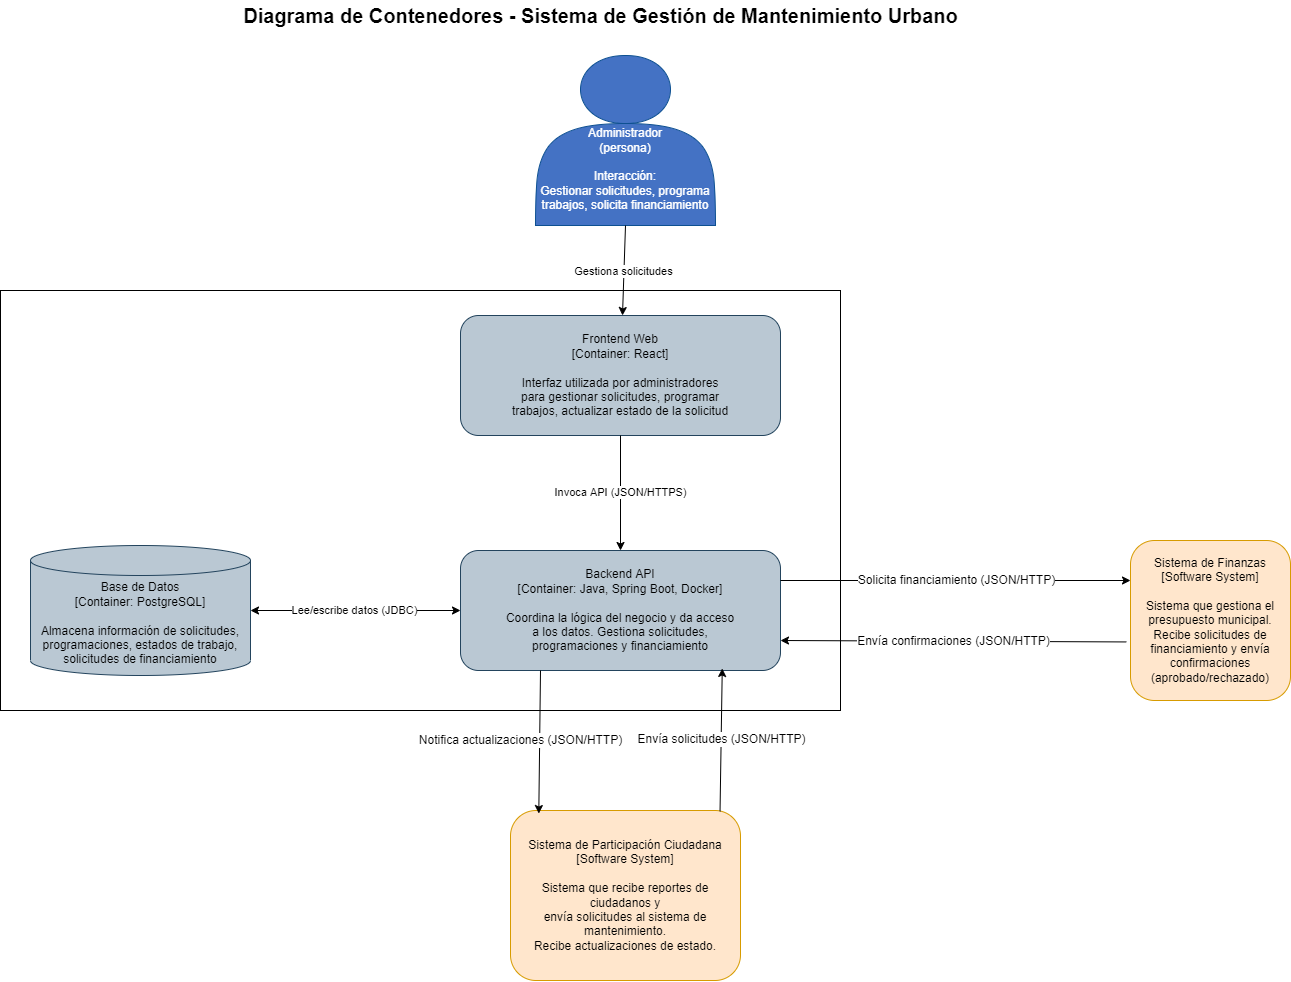 Diagrama de Contenedores - Sistema de Gestión de Mantenimiento Urbano
Administrador
(persona)
Interacción:
Gestionar solicitudes, programa
trabajos, solicita financiamiento
Gestiona solicitudes
Frontend Web
[Container: React]
Interfaz utilizada por administradores
para gestionar solicitudes, programar
trabajos, actualizar estado de la solicitud
Invoca API (JSON/HTTPS)
Base de Datos
[Container: PostgreSQL]
Almacena información de solicitudes,
programaciones, estados de trabajo,
solicitudes de financiamiento
Lee/escribe datos (JDBC)
Backend API
[Container: Java, Spring Boot, Docker]
Coordina la lógica del negocio y da acceso
a los datos. Gestiona solicitudes,
programaciones y financiamiento
Solicita financiamiento (JSON/HTTP)
Envía confirmaciones (JSON/HTTP)
Sistema de Finanzas
[Software System]
Sistema que gestiona el
presupuesto municipal.
Recibe solicitudes de
financiamiento y envía
confirmaciones
(aprobado/rechazado)
Notifica actualizaciones (JSON/HTTP)
Envía solicitudes (JSON/HTTP)
Sistema de Participación Ciudadana
[Software System]
Sistema que recibe reportes de
ciudadanos y
envía solicitudes al sistema de
mantenimiento.
Recibe actualizaciones de estado.